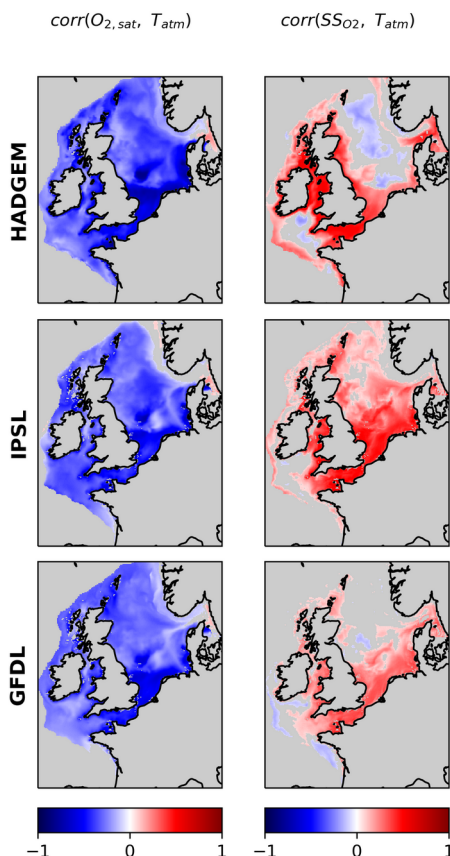 corr(O2,sat, Tatm) corr(SSO2, Tatm)
HADGEM
IPSL
GFDL
−1 0 1 −1 0 1